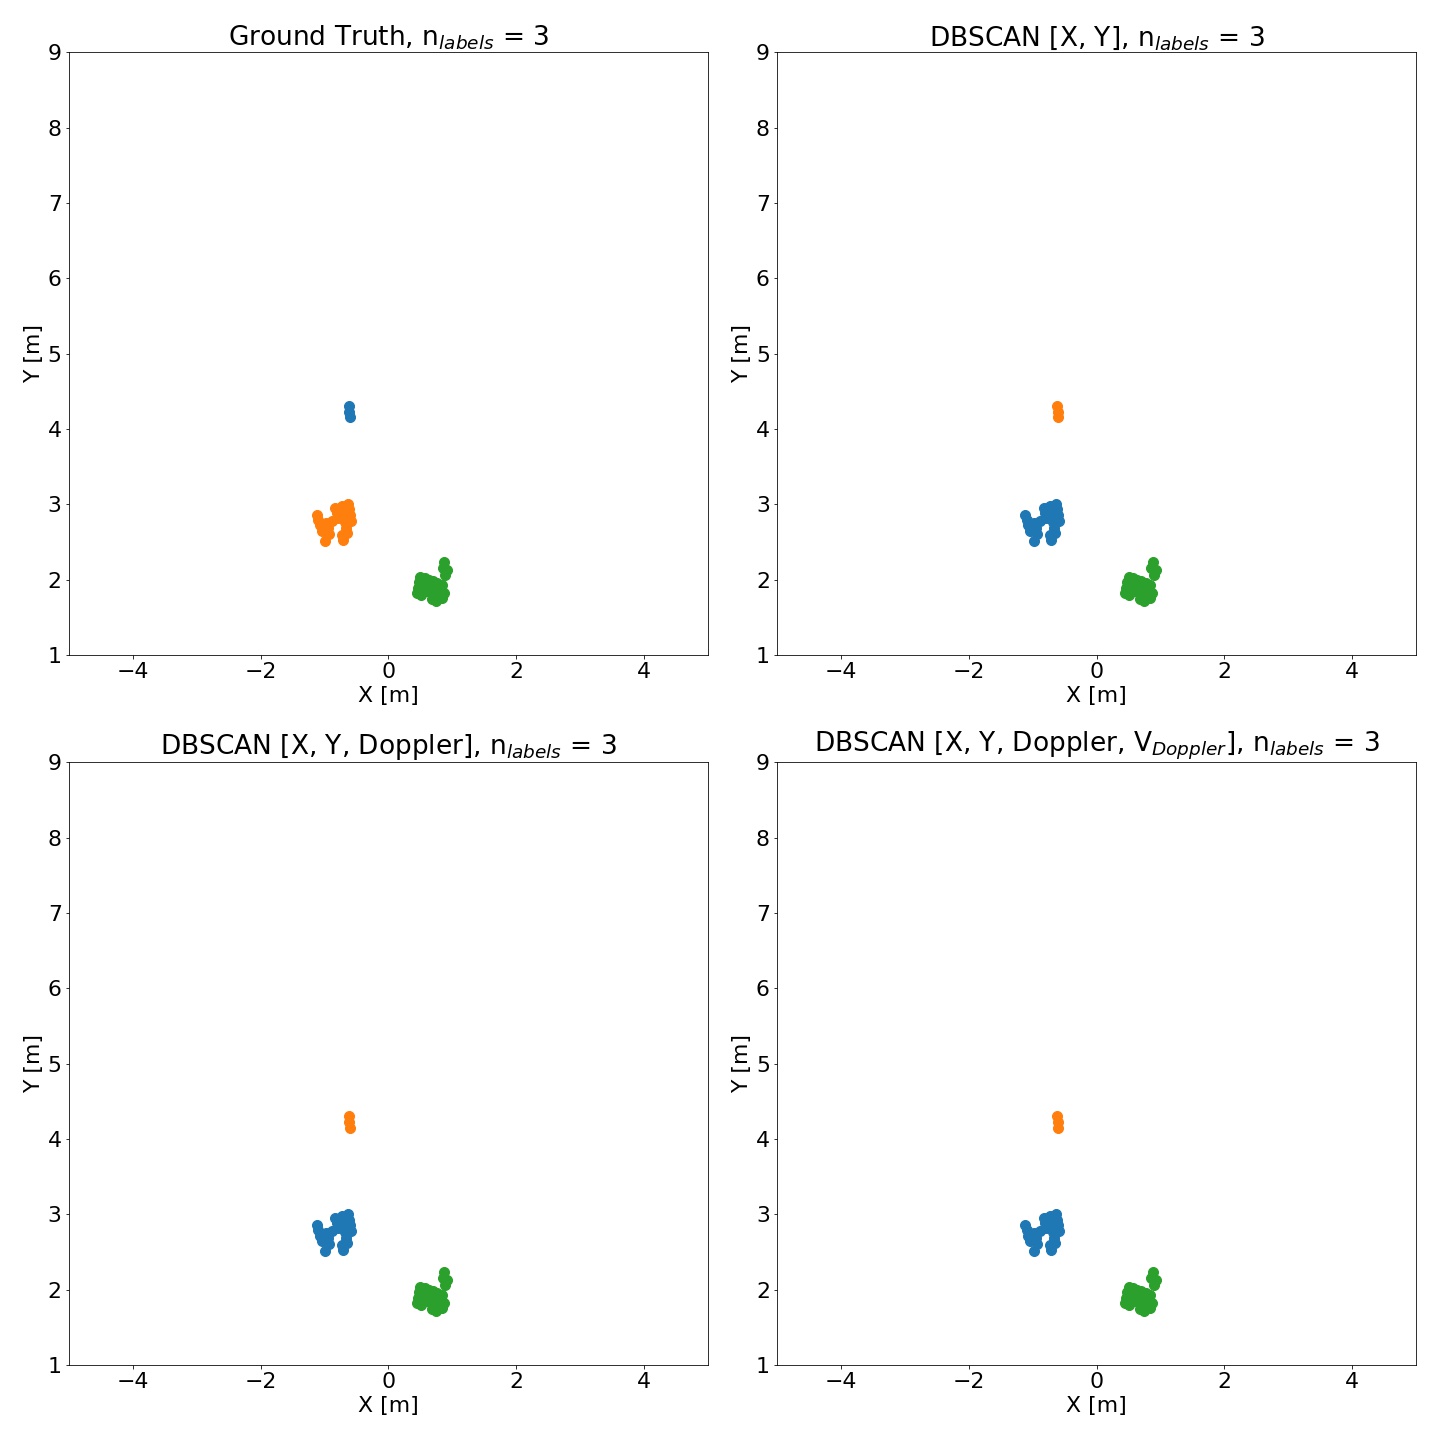 Ground Truth, n_labels = 3
DBSCAN [X, Y], n_labels = 3
9
8
7
6
5
4
3
2
1
Y [m]
−4 −2 0 2 4
X [m]
9
8
7
6
5
4
3
2
1
Y [m]
−4 −2 0 2 4
X [m]
DBSCAN [X, Y, Doppler], n_labels = 3
DBSCAN [X, Y, Doppler, V_Doppler], n_labels = 3
9
8
7
6
5
4
3
2
1
Y [m]
−4 −2 0 2 4
X [m]
9
8
7
6
5
4
3
2
1
Y [m]
−4 −2 0 2 4
X [m]